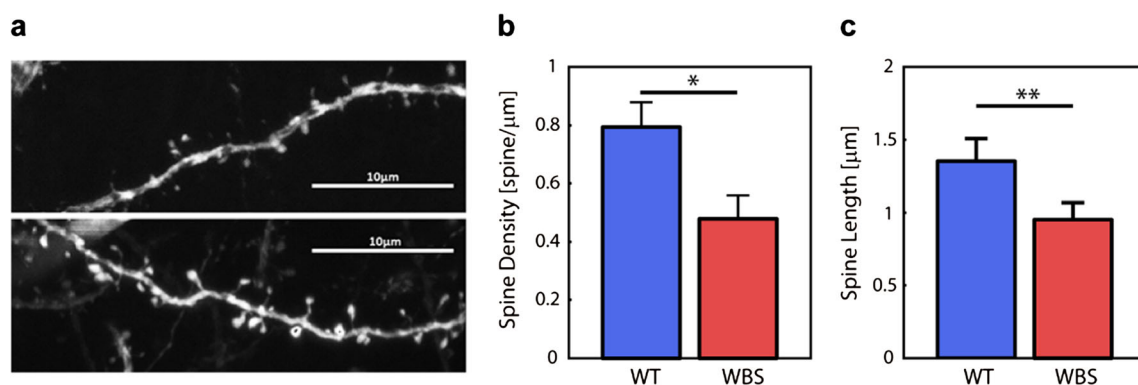 a
10µm
10µm
b
Spine Density [spine/µm]
1
0.8
0.6
0.4
0.2
0
*
WT
WBS
c
Spine Length [µm]
2
1.5
1
0.5
0
**
WT
WBS